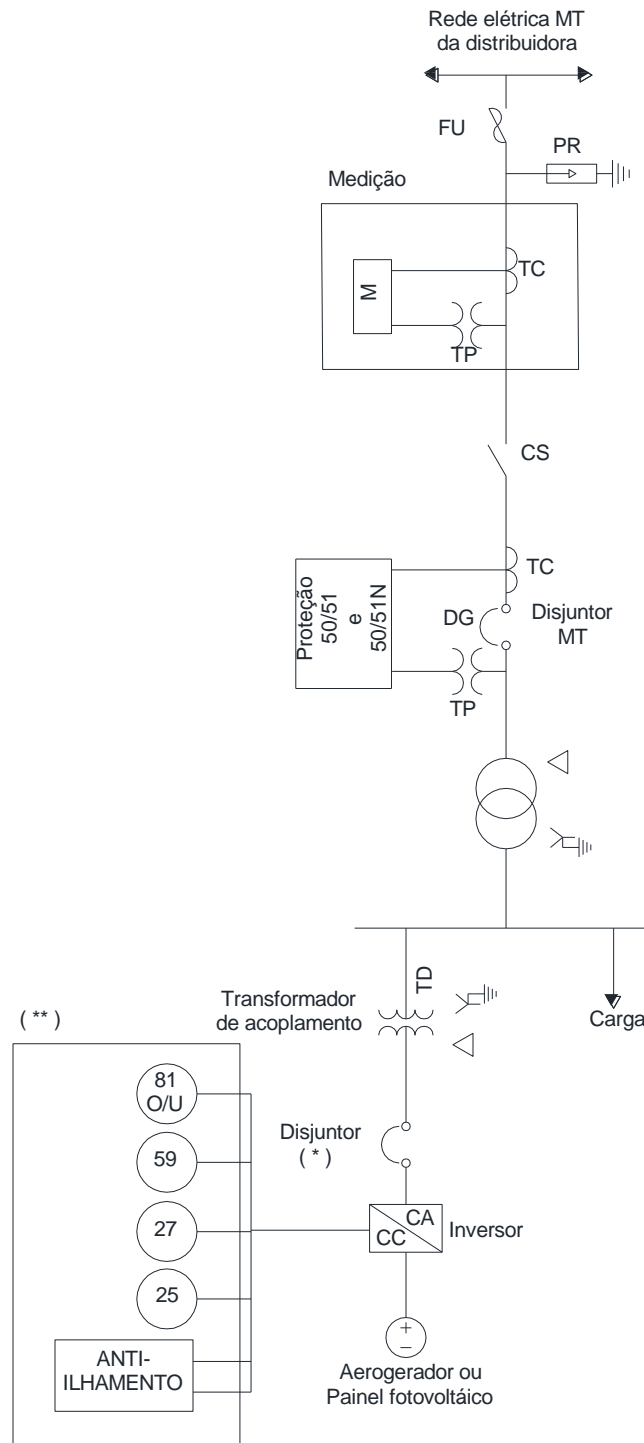 Rede elétrica MT
da distribuidora
FU
PR
Medição
TC
M
TP
CS
TC
Proteção
50/51
e
50/51N
DG
Disjuntor
MT
TP
TD
Transformador
de acoplamento
Carga
( ** )
81
O/U
59
Disjuntor
( * )
27
CA
CC
Inversor
25
ANTI-
ILHAMENTO
Aerogerador ou
Painel fotovoltáico